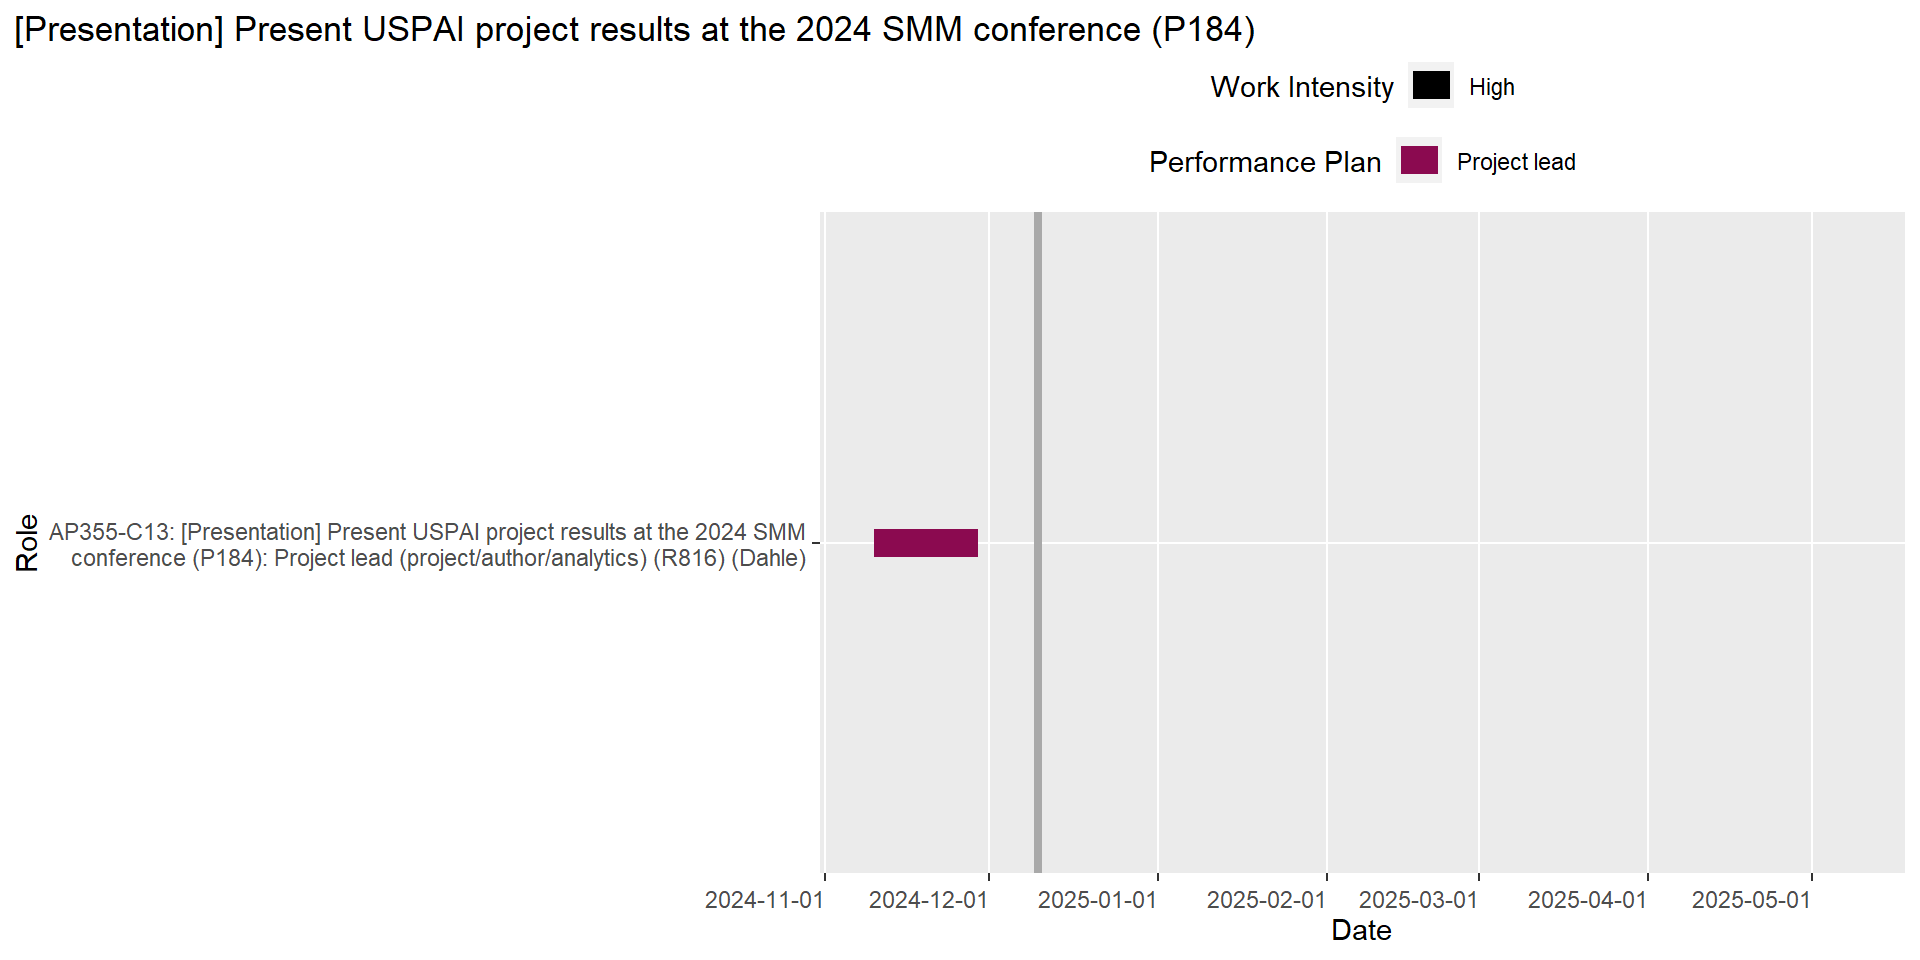 [Presentation] Present USPAI project results at the 2024 SMM conference (P184)
Work Intensity High
Performance Plan Project lead
Role
AP355-C13: [Presentation] Present USPAI project results at the 2024 SMM
conference (P184): Project lead (project/author/analytics) (R816) (Dahle)
2024-11-01 2024-12-01 2025-01-01 2025-02-01 2025-03-01 2025-04-01 2025-05-01
Date